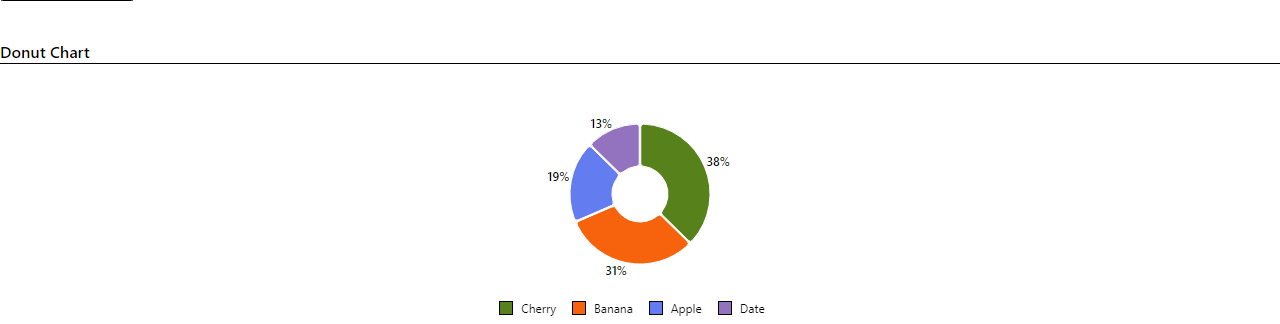 Donut Chart
13%
38%
19%
31%
Cherry
Banana
Apple
Date